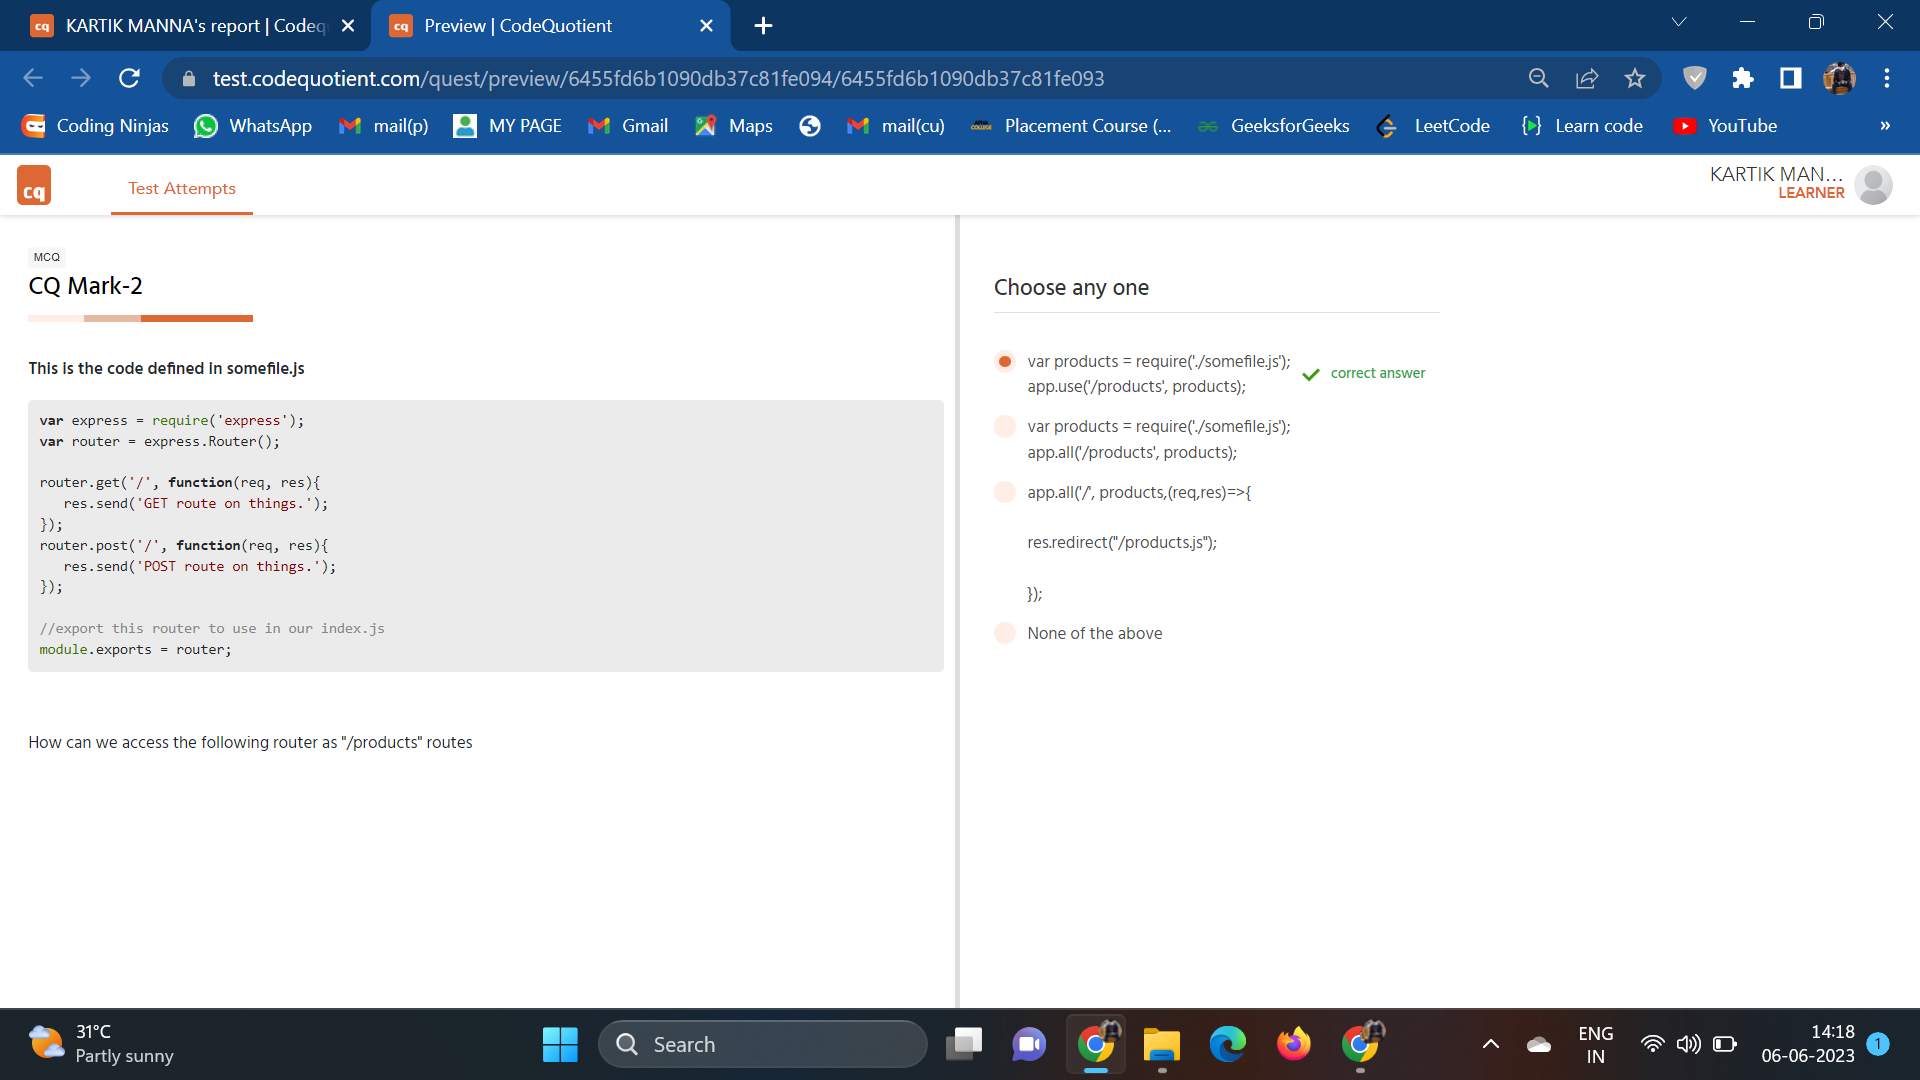 KARTIK MANNA's report | Codeq
Preview | CodeQuotient
test.codequotient.com/quest/preview/6455fd6b1090db37c81fe094/6455fd6b1090db37c81fe093
Coding Ninjas
WhatsApp
mail(p)
MY PAGE
Gmail
Maps
mail(cu)
Placement Course (...
GeeksforGeeks
LeetCode
Learn code
YouTube
»
cq
Test Attempts
KARTIK MAN...
LEARNER
MCQ
CQ Mark-2
This is the code defined in somefile.js
var express = require('express');
var router = express.Router();
router.get('/', function(req, res){
res.send('GET route on things.');
});
router.post('/', function(req, res){
res.send('POST route on things.');
});
//export this router to use in our index.js
module.exports = router;
How can we access the following router as "/products" routes
Choose any one
var products = require('./somefile.js');
app.use('/products', products);
correct answer
var products = require('./somefile.js');
app.all('/products', products);
app.all('/', products,(req,res)=>{
res.redirect("/products.js");
});
None of the above
31°C
Partly sunny
Search
ENG
IN
14:18
06-06-2023
1